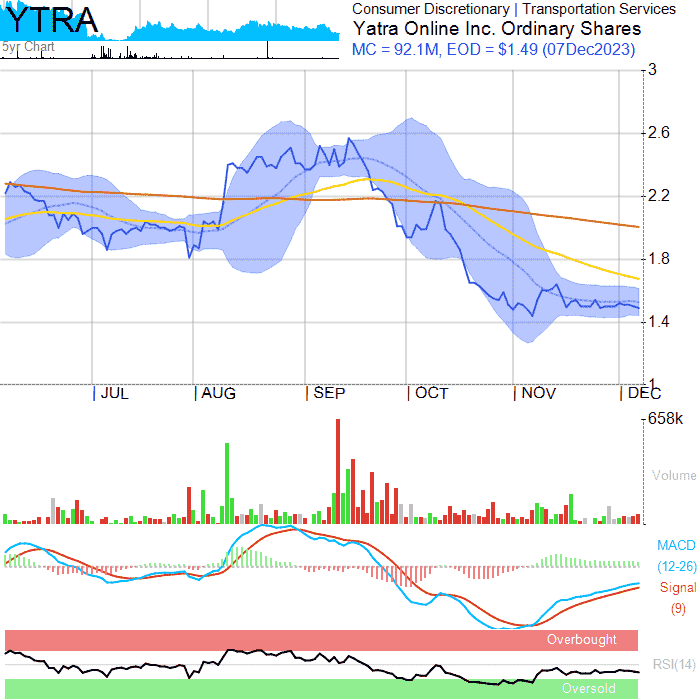 YTRA
5yr Chart
Consumer Discretionary | Transportation Services
Yatra Online Inc. Ordinary Shares
MC = 92.1M, EOD = $1.49 (07Dec2023)
3
2.6
2.2
1.8
1.4
1
JUL
AUG
SEP
OCT
NOV
DEC
658k
Volume
MACD
(12-26)
Signal
(9)
Overbought
RSI(14)
Oversold